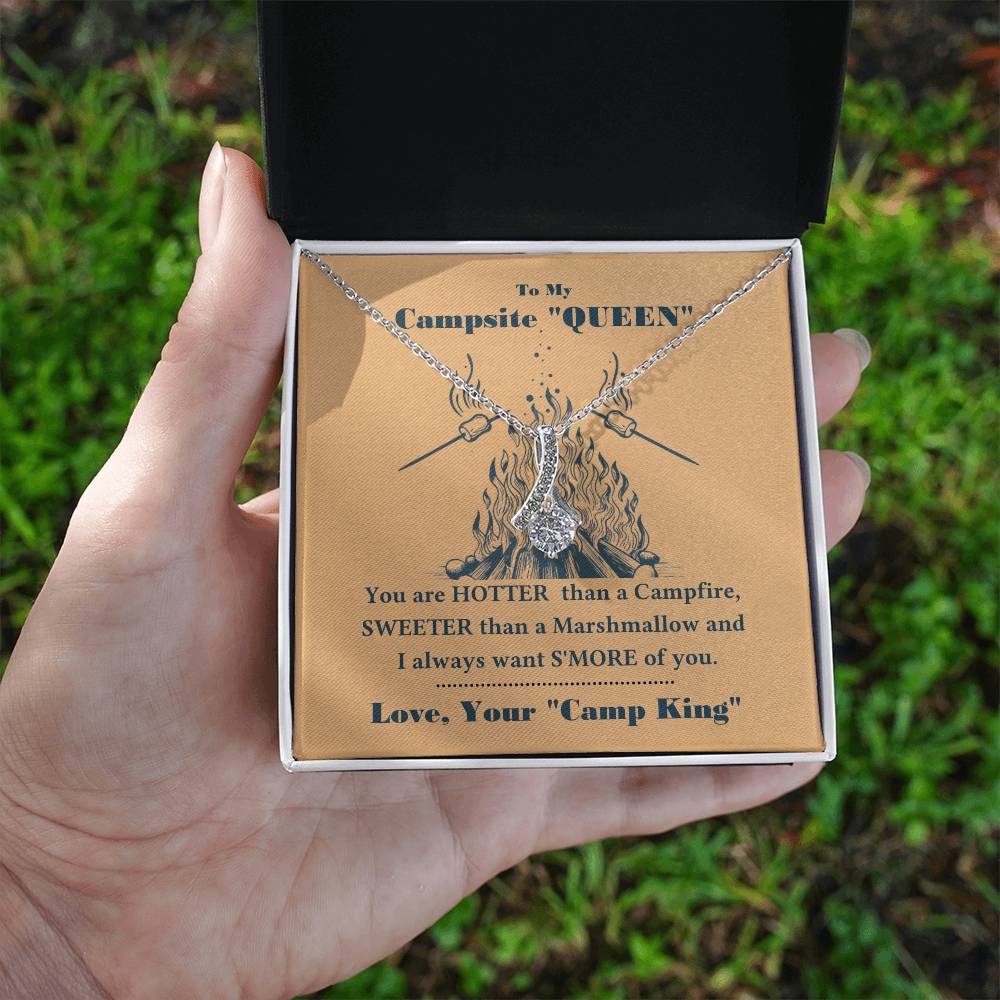 To My
Campsite "QUEEN"
You are HOTTER than a Campfire,
SWEETER than a Marshmallow and
I always want S'MORE of you.
Love, Your "Camp King"